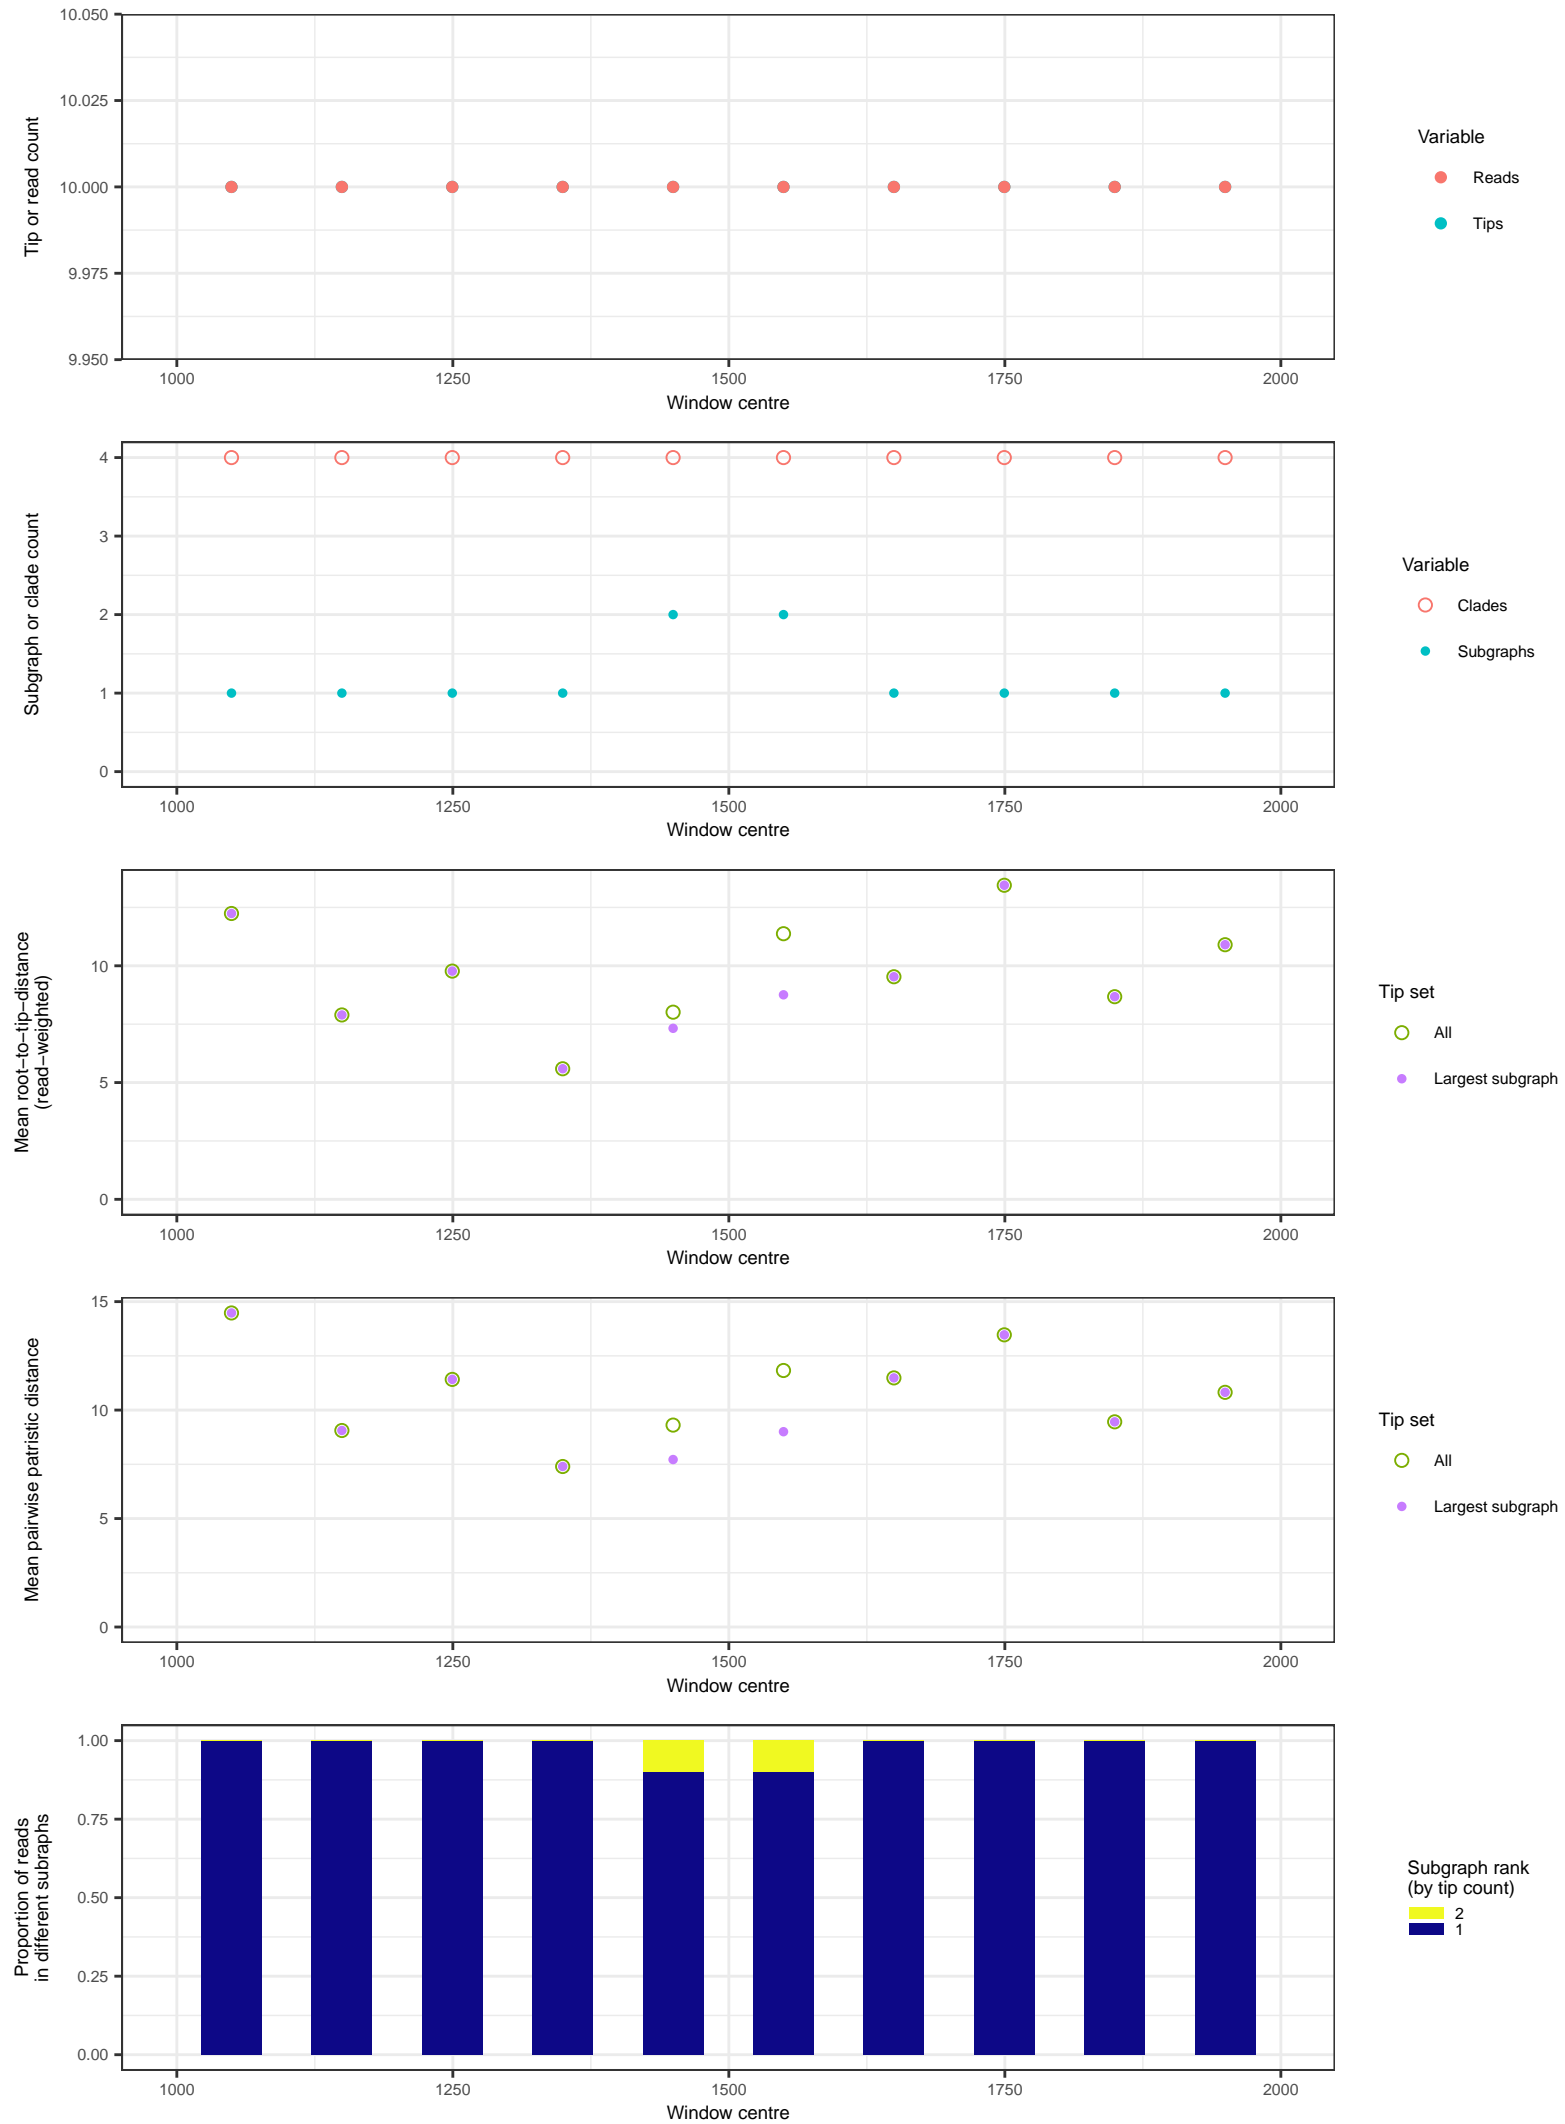 10.050
10.025
10.000
9.975
9.950
Tip or read count
1000 1250 1500 1750 2000
Window centre
Variable
Reads
Tips
4
3
2
1
0
Subgraph or clade count
1000 1250 1500 1750 2000
Window centre
Variable
Clades
Subgraphs
10
5
0
Mean root−to−tip−distance
(read−weighted)
1000 1250 1500 1750 2000
Window centre
Tip set
All
Largest subgraph
15
10
5
0
Mean pairwise patristic distance
1000 1250 1500 1750 2000
Window centre
Tip set
All
Largest subgraph
1.00
0.75
0.50
0.25
0.00
Proportion of reads
in different subraphs
1000 1250 1500 1750 2000
Window centre
Subgraph rank
(by tip count)
2
1